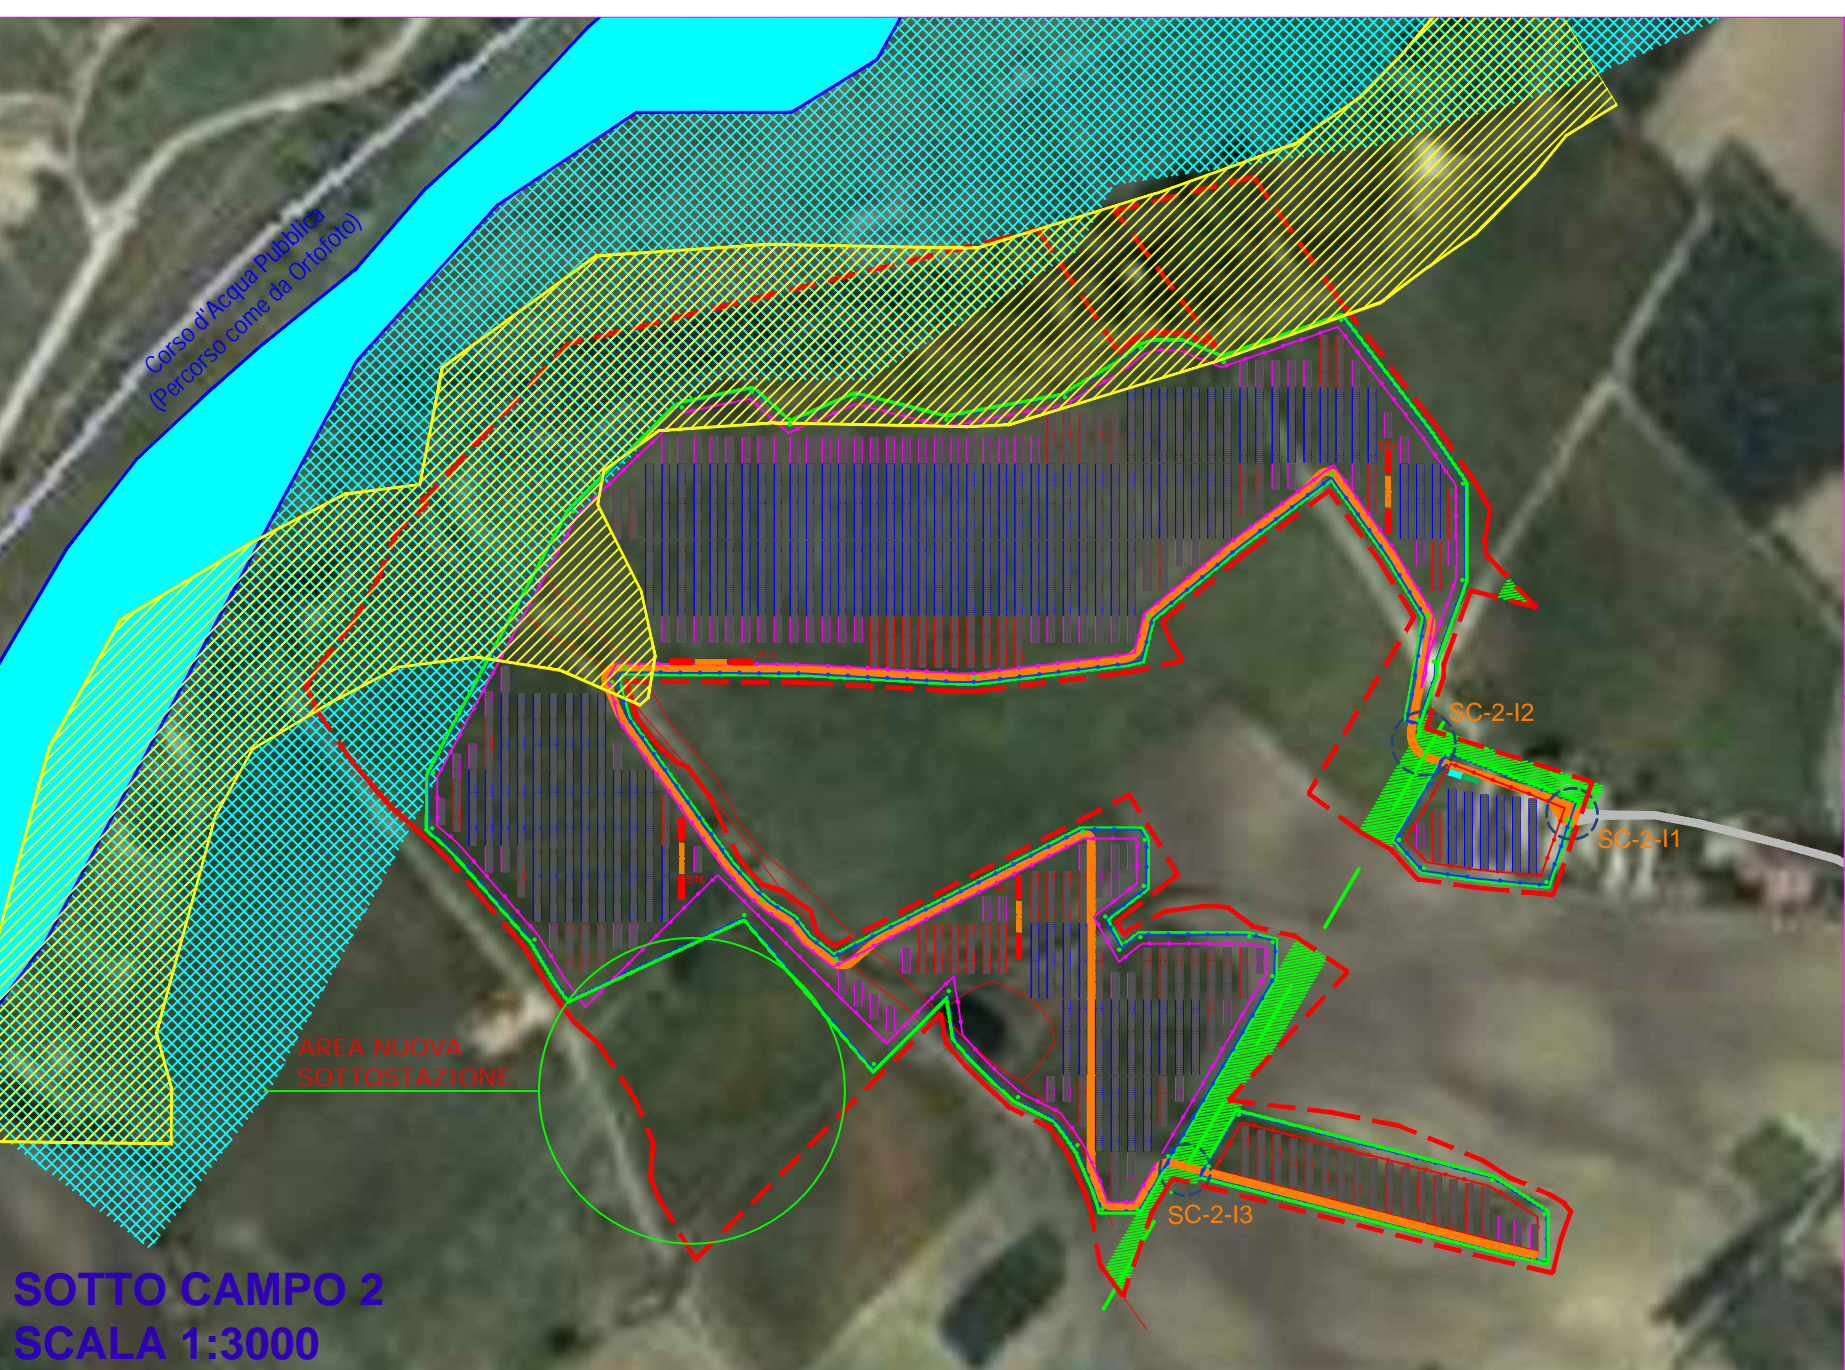 Corso d'Acqua Pubblica
(Percorso come da Ortofoto)
SC-2-I2
SC-2-I1
AREA NUOVA
SOTTOSTAZIONE
SC-2-I3
SOTTO CAMPO 2
SCALA 1:3000